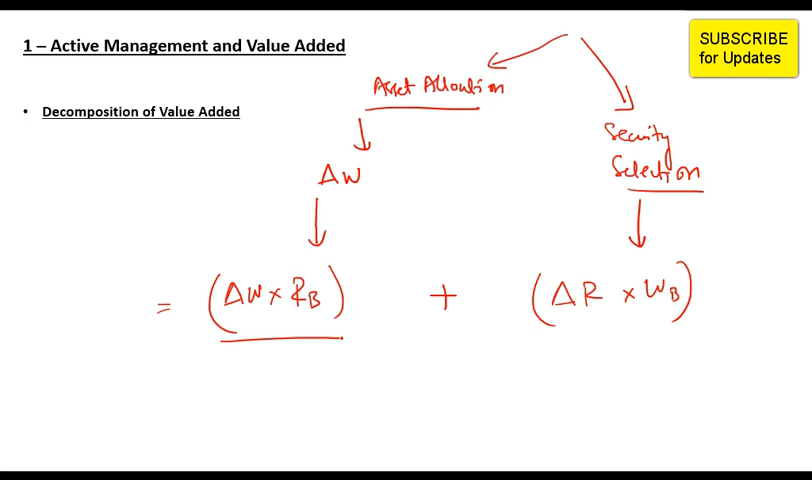 1 – Active Management and Value Added
SUBSCRIBE
for Updates
• Decomposition of Value Added
Asset Allocation
Security
Selection
ΔW
= (ΔW × RB) + (ΔR × WB)